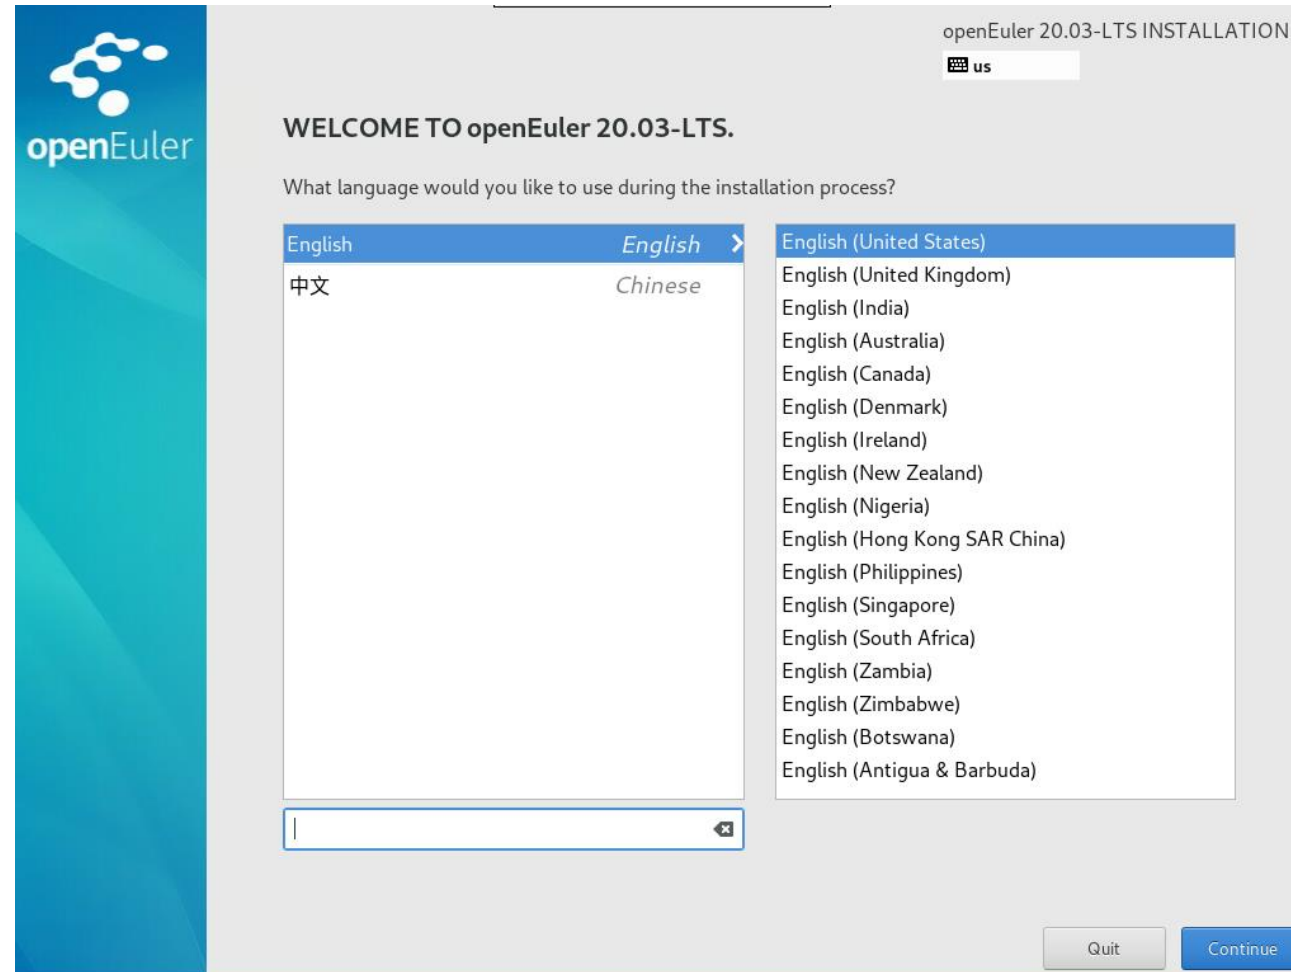 openEuler
openEuler 20.03-LTS INSTALLATION
us
WELCOME TO openEuler 20.03-LTS.
What language would you like to use during the installation process?
English English
中文 Chinese
English (United States)
English (United Kingdom)
English (India)
English (Australia)
English (Canada)
English (Denmark)
English (Ireland)
English (New Zealand)
English (Nigeria)
English (Hong Kong SAR China)
English (Philippines)
English (Singapore)
English (South Africa)
English (Zambia)
English (Zimbabwe)
English (Botswana)
English (Antigua & Barbuda)
Quit Continue